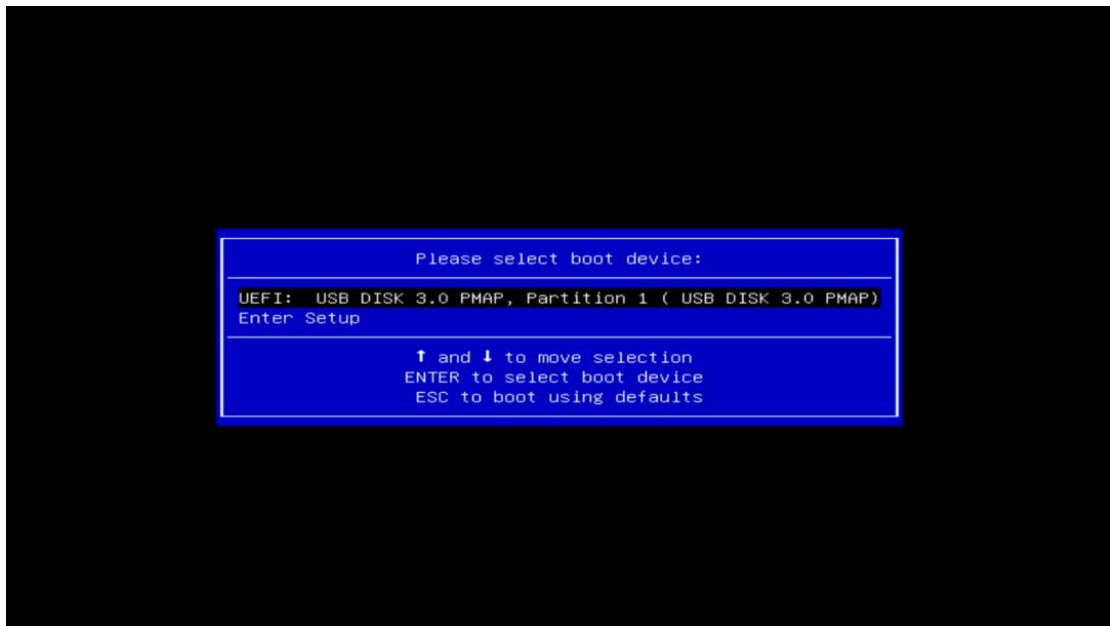 Please select boot device:
UEFI:  USB DISK 3.0 PMAP, Partition 1 ( USB DISK 3.0 PMAP)
Enter Setup
↑ and ↓ to move selection
ENTER to select boot device
ESC to boot using defaults